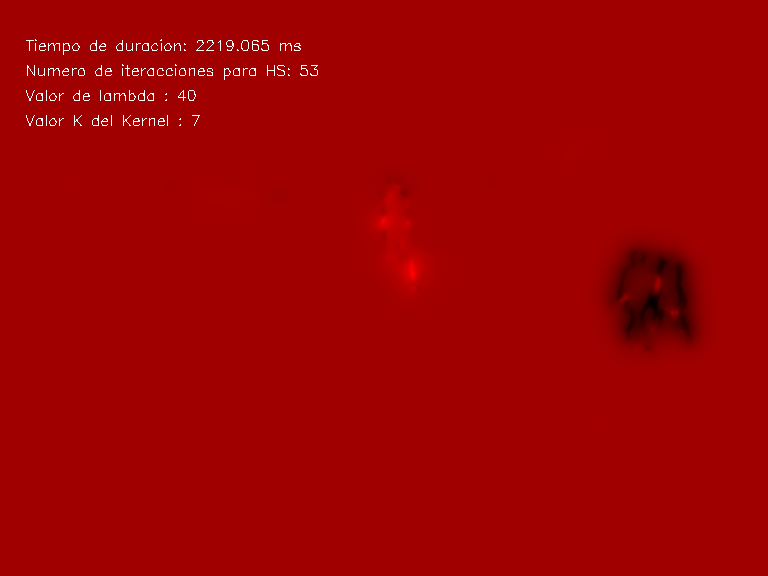 Tiempo de duracion: 2219.065 ms
Numero de iteracciones para HS: 53
Valor de lambda : 40
Valor K del Kernel : 7